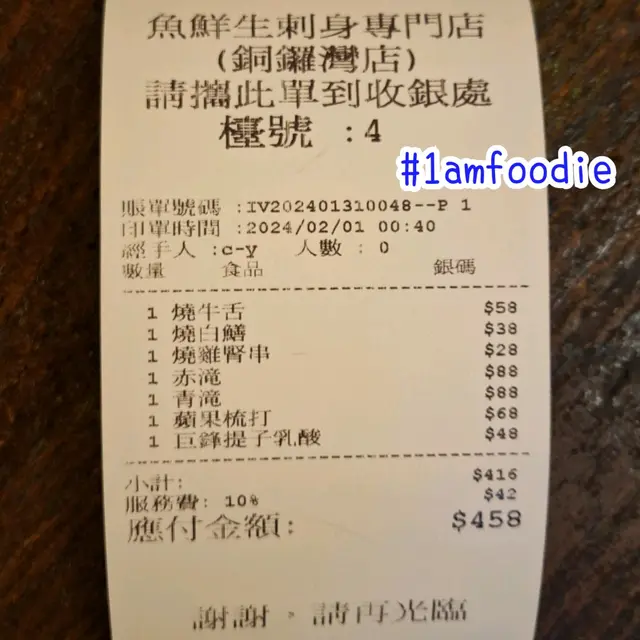 魚鮮生刺身專門店
(銅鑼灣店)
請攜此單到收銀處
檯號 :4
#1amfoodie
賬單號碼 :IV202401310048--P 1
印單時間 :2024/02/01 00:40
經手人 :c-y 人數 : 0
數量 食品 銀碼
1 燒牛舌 $58
1 燒白鱔 $38
1 燒雞腎串 $28
1 赤滝 $88
1 青滝 $88
1 蘋果梳打 $68
1 巨鋒提子乳酸 $48
小計: $416
服務費: 10% $42
應付金額: $458
謝謝，請再光臨